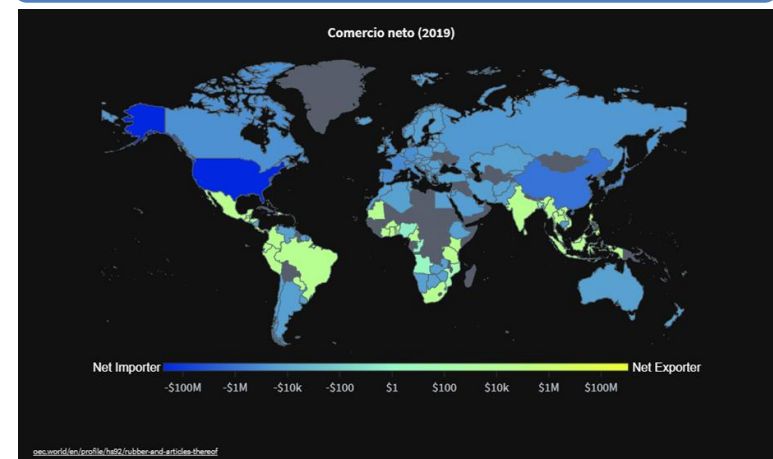 Comercio neto (2019)
Net Importer
Net Exporter
-$100M -$1M -$10k -$100 $1 $100 $10k $1M $100M
oec.world/en/profile/hs92/rubber-and-articles-thereof